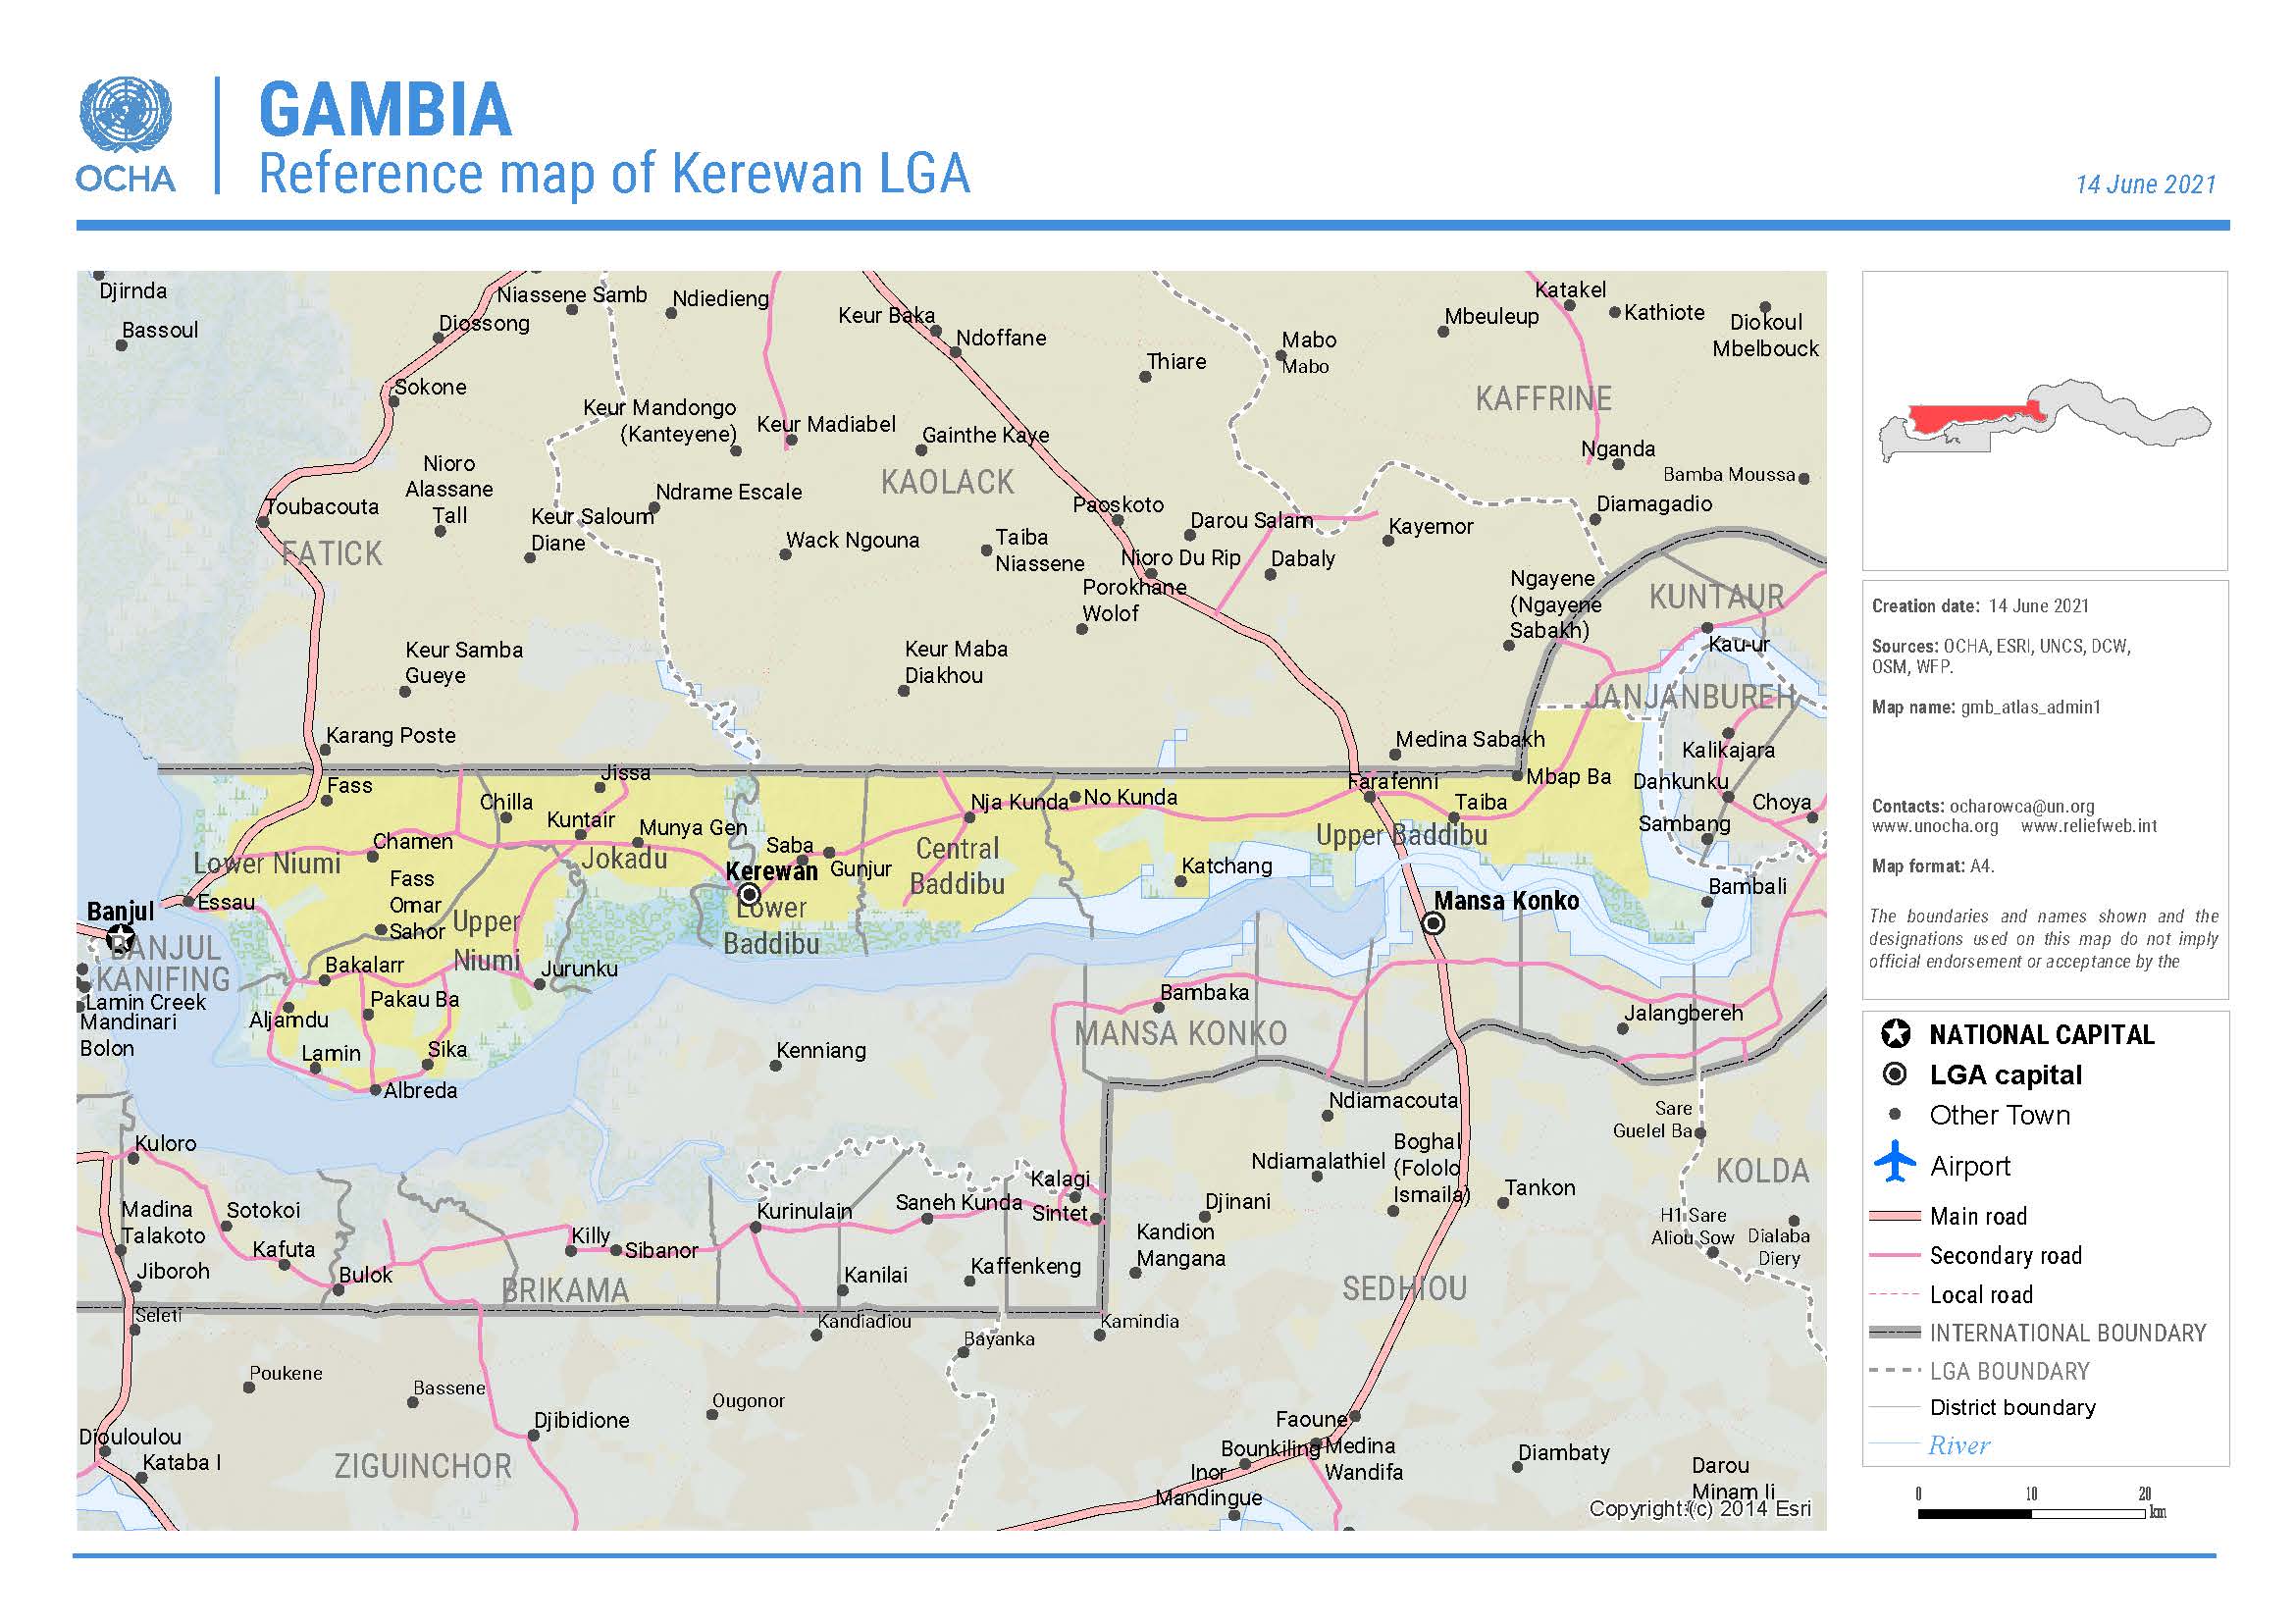 OCHA
GAMBIA
Reference map of Kerewan LGA
14 June 2021
Djirnda
Bassoul
Niassene Samb
Ndiedieng
Diossong
Keur Baka
Ndoffane
Thiare
Mabo
Mabo
Mbeuleup
Katakel
Kathiote
Diokoul
Mbelbouck
Sokone
KAFFRINE
Keur Mandongo
(Kanteyene)
Keur Madiabel
Gainthe Kaye
Nganda
Bamba Moussa
Nioro
Alassane
Tall
KAOLACK
Ndrame Escale
Toubacouta
Keur Saloum
Diane
Paoskoto
Darou Salam
Diamagadio
Kayemor
FATICK
Wack Ngouna
Taiba
Niassene
Nioro Du Rip
Dabaly
Porokhane
Wolof
Ngayene
(Ngayene
Sabakh)
KUNTAUR
Kau-ur
Keur Samba
Gueye
Keur Maba
Diakhou
JANJANBUREH
Karang Poste
Medina Sabakh
Kalikajara
Fass
Jissa
Farafenni
Mbap Ba
Dankunku
Chilla
Nja Kunda
No Kunda
Taiba
Choya
Kuntair
Munya Gen
Sambang
Chamen
Saba
Upper Baddibu
Lower Niumi
Jokadu
Kerewan
Gunjur
Central
Baddibu
Katchang
Bambali
Fass
Omar
Sahor
Essau
Lower
Baddibu
Mansa Konko
Banjul
Upper
Niumi
BANJUL
KANIFING
Bakalarr
Jurunku
Lamin Creek
Mandinari
Bolon
Pakau Ba
Bambaka
Aljamdu
MANSA KONKO
Jalangbereh
Lamin
Sika
Kenniang
Albreda
Ndiamacouta
Sare
Guelel Ba
Kuloro
Boghal
(Fololo
Ismaila)
Ndiamalathiel
KOLDA
Kalagi
Madina
Talakoto
Sotokoi
Kurinulain
Saneh Kunda
Sintet
Djinani
Tankon
H1 Sare
Aliou Sow
Dialaba
Diery
Kafuta
Killy
Sibanor
Kandion
Mangana
Jiboroh
Bulok
BRIKAMA
Kanilai
Kaffenkeng
SEDHIOU
Seleti
Kandiadiou
Bayanka
Kamindia
Poukene
Bassene
Ougonor
Djibidione
Faoune
Diouloulou
Kataba I
ZIGUINCHOR
Bounkiling
Medina
Wandifa
Inor
Mandingue
Diambaty
Darou
Minam Ii
Copyright:(c) 2014 Esri
Creation date: 14 June 2021
Sources: OCHA, ESRI, UNCS, DCW,
OSM, WFP.
Map name: gmb_atlas_admin1
Contacts: ocharowca@un.org
www.unocha.org www.reliefweb.int
Map format: A4.
The boundaries and names shown and the
designations used on this map do not imply
official endorsement or acceptance by the
NATIONAL CAPITAL
LGA capital
Other Town
Airport
Main road
Secondary road
Local road
INTERNATIONAL BOUNDARY
LGA BOUNDARY
District boundary
River
0 10 20
km